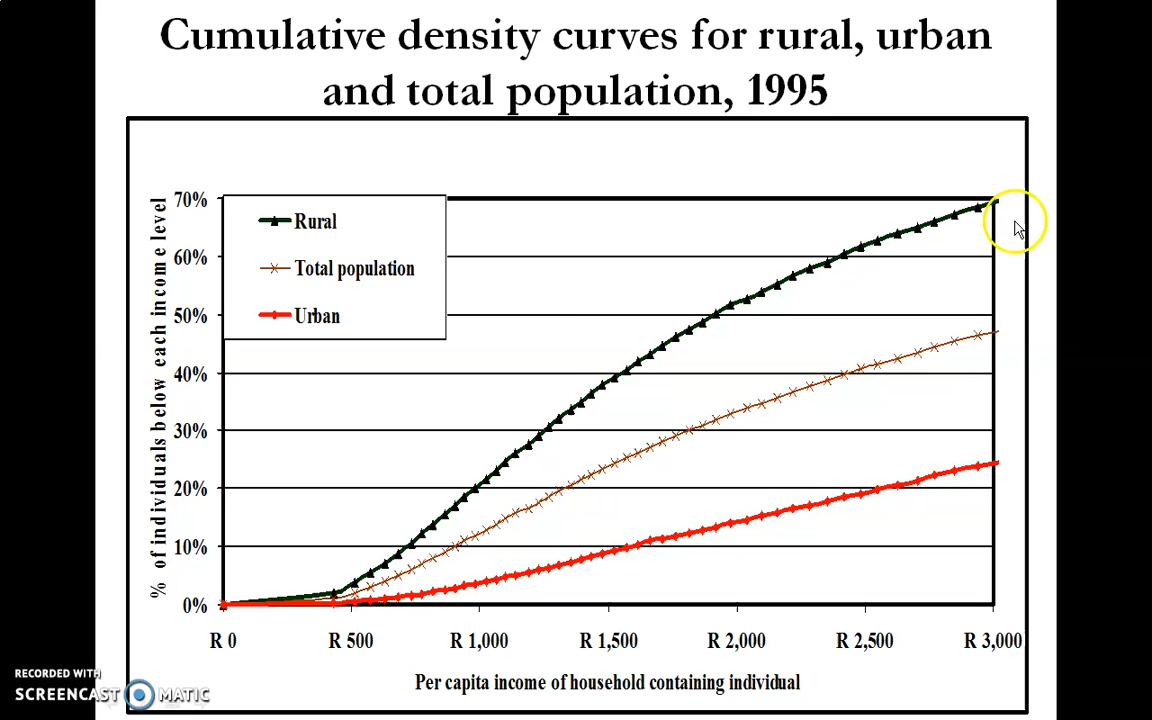 Cumulative density curves for rural, urban
and total population, 1995
% of individuals below each income level
70%
60%
50%
40%
30%
20%
10%
0%
Rural
Total population
Urban
R 0
R 500
R 1,000
R 1,500
R 2,000
R 2,500
R 3,000
Per capita income of household containing individual
RECORDED WITH
SCREENCAST MATIC